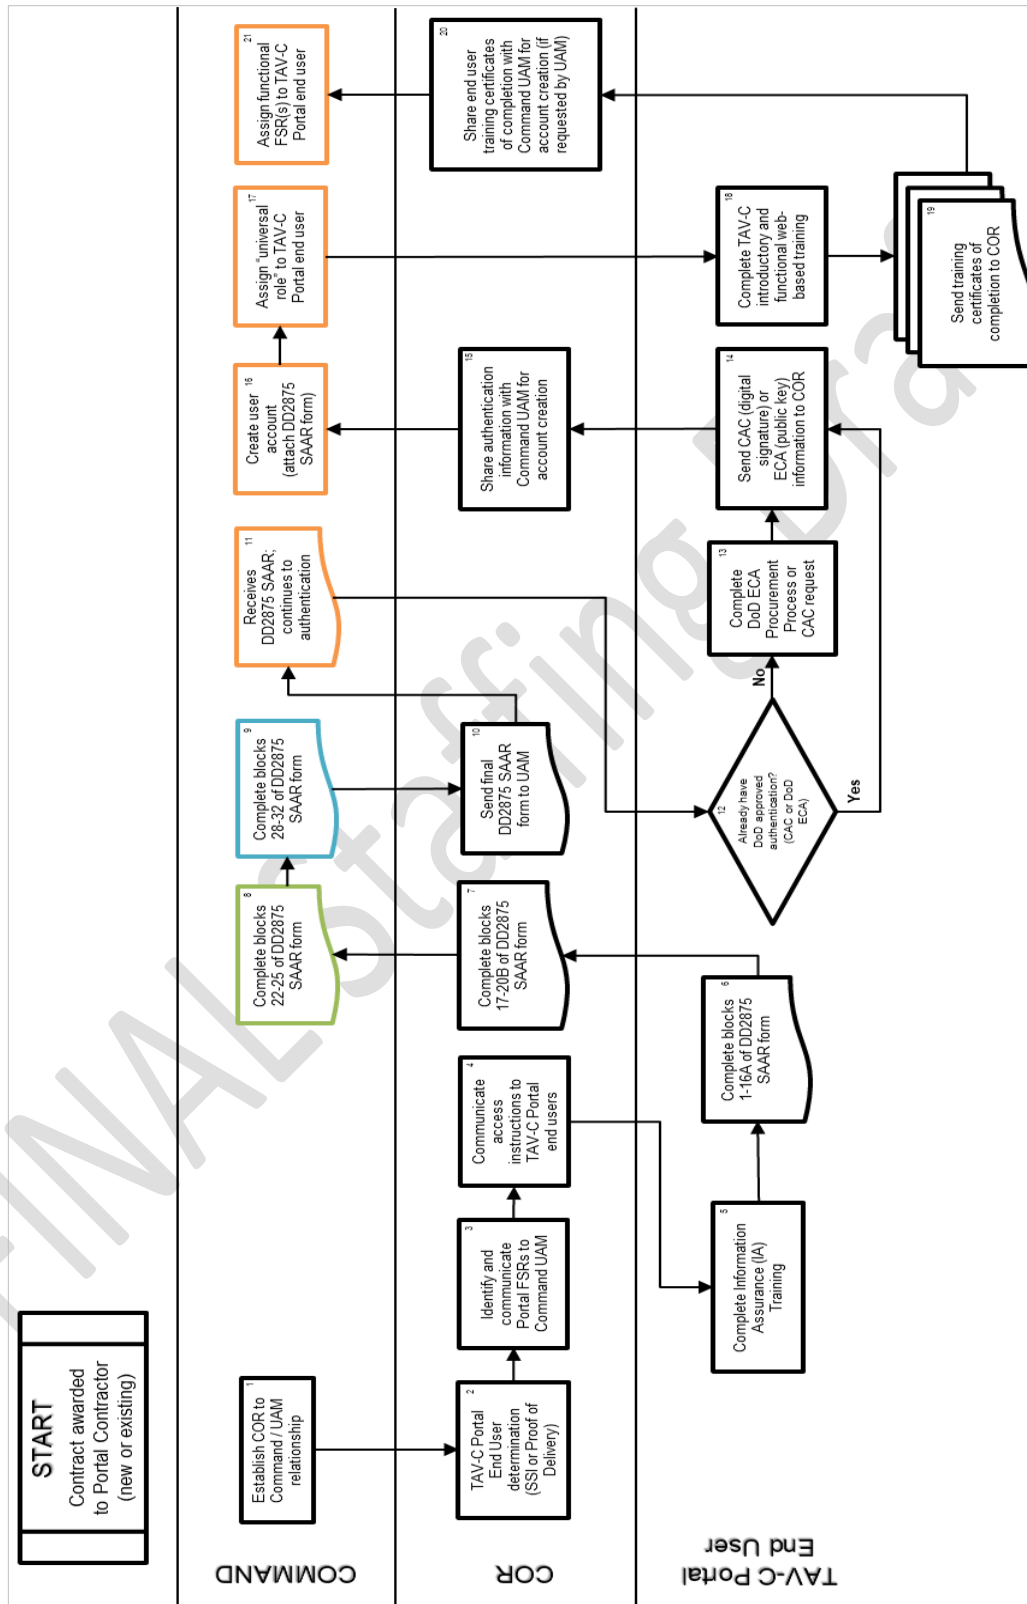 START
Contract awarded
to Portal Contractor
(new or existing)
COMMAND
1
Establish COR to
Command / UAM
relationship
COR
2
TAV-C Portal
End User
determination
(SSI or Proof of
Delivery)
3
Identify and
communicate
Portal FSRs to
Command UAM
4
Communicate
access
instructions to
TAV-C Portal
end users
TAV-C Portal
End User
5
Complete Information
Assurance (IA)
Training
6
Complete blocks
1-16A of DD2875
SAAR form
7
Complete blocks
17-20B of DD2875
SAAR form
8
Complete blocks
22-25 of DD2875
SAAR form
9
Complete blocks
28-32 of DD2875
SAAR form
10
Send final
DD2875 SAAR
form to UAM
11
Receives
DD2875 SAAR;
continues to
authentication
12
Already have
DoD approved
authentication?
(CAC or DoD
ECA)
No
Yes
13
Complete
DoD ECA
Procurement
Process or
CAC request
14
Send CAC (digital
signature) or
ECA (public key)
information to COR
15
Share authentication
information with
Command UAM for
account creation
16
Create user
account
(attach DD2875
SAAR form)
17
Assign "universal
role" to TAV-C
Portal end user
18
Complete TAV-C
introductory and
functional web-
based training
19
Send training
certificates of
completion to COR
20
Share end user
training certificates
of completion with
Command UAM for
account creation (if
requested by UAM)
21
Assign functional
FSR(s) to TAV-C
Portal end user
FINAL Staffing Draft